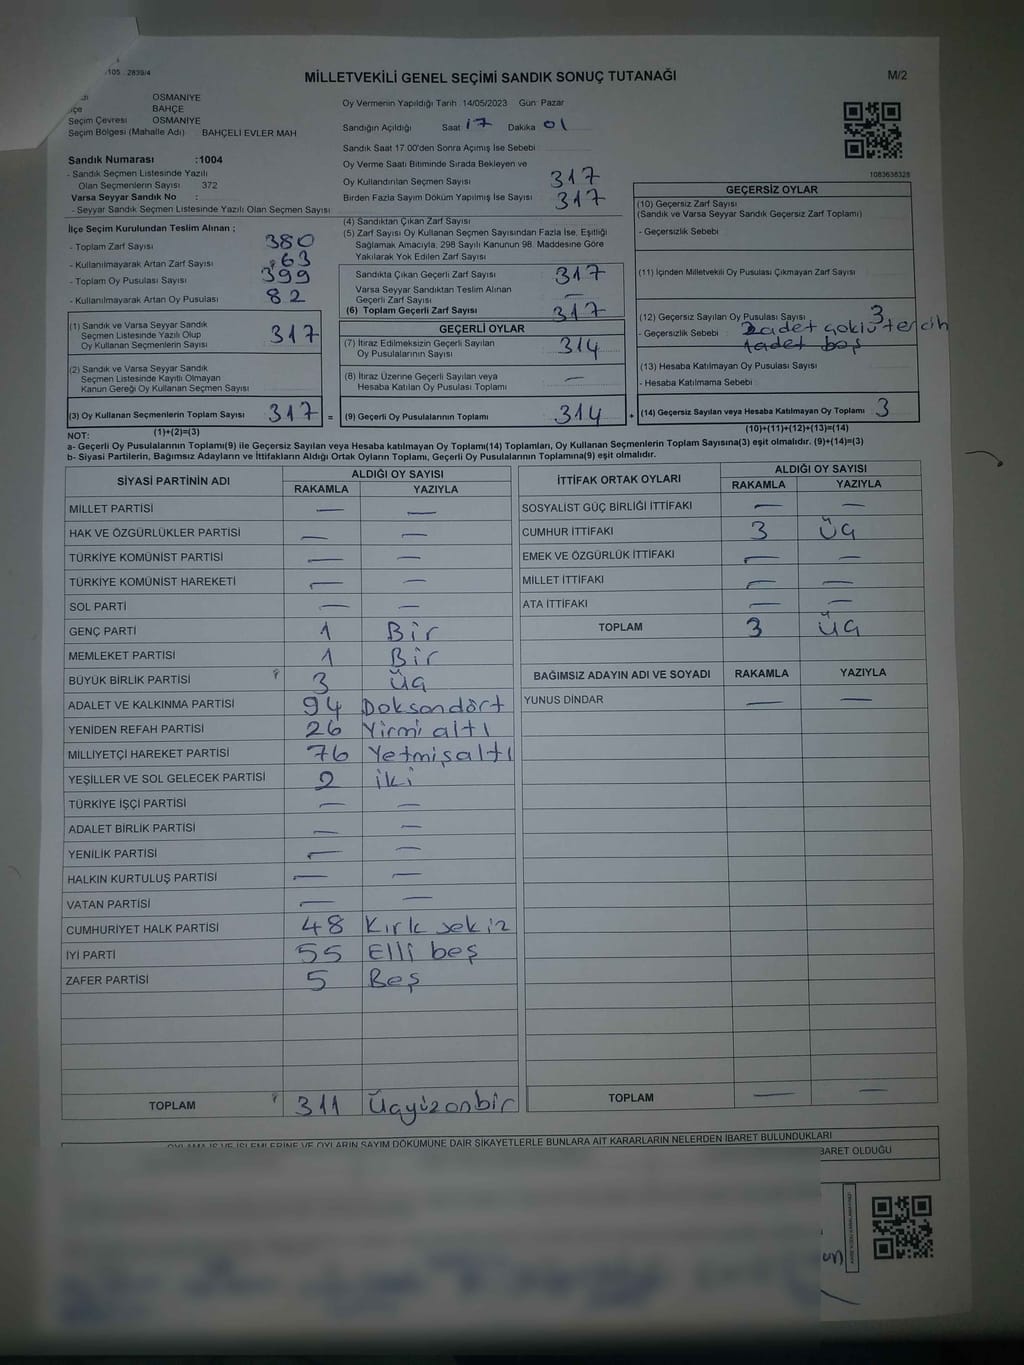 105 2839/4
MİLLETVEKİLİ GENEL SEÇİMİ SANDIK SONUÇ TUTANAĞI
M/2
OSMANİYE
BAHÇE
Seçim Çevresi OSMANİYE
Seçim Bölgesi (Mahalle Adı) BAHÇELİ EVLER MAH
Oy Vermenin Yapıldığı Tarih 14/05/2023 Gün Pazar
Sandığın Açıldığı Saat 17 Dakika 01
Sandık Saat 17.00'den Sonra Açımış İse Sebebi
Oy Verme Saati Bitiminde Sırada Bekleyen ve
Oy Kullandırılan Seçmen Sayısı 317
Birden Fazla Sayım Döküm Yapılmış İse Sayısı 317
1083638328
Sandık Numarası :1004
- Sandık Seçmen Listesinde Yazılı
Olan Seçmenlerin Sayısı 372
Varsa Seyyar Sandık No :
- Seyyar Sandık Seçmen Listesinde Yazılı Olan Seçmen Sayısı
İlçe Seçim Kurulundan Teslim Alınan ;
- Toplam Zarf Sayısı 380
- Kullanılmayarak Artan Zarf Sayısı 63
- Toplam Oy Pusulası Sayısı 399
- Kullanılmayarak Artan Oy Pusulası 82
(1) Sandık ve Varsa Seyyar Sandık
Seçmen Listesinde Yazılı Olup
Oy Kullanan Seçmenlerin Sayısı 317
(2) Sandık ve Varsa Seyyar Sandık
Seçmen Listesinde Kayıtlı Olmayan
Kanun Gereği Oy Kullanan Seçmen Sayısı
(3) Oy Kullanan Seçmenlerin Toplam Sayısı 317 =
(1)+(2)=(3)
(4) Sandıktan Çıkan Zarf Sayısı
(5) Zarf Sayısı Oy Kullanan Seçmen Sayısından Fazla İse, Eşitliği
Sağlamak Amacıyla, 298 Sayılı Kanunun 98. Maddesine Göre
Yakılarak Yok Edilen Zarf Sayısı
Sandıkta Çıkan Geçerli Zarf Sayısı 317
Varsa Seyyar Sandıktan Teslim Alınan
Geçerli Zarf Sayısı —
(6) Toplam Geçerli Zarf Sayısı 317
GEÇERLİ OYLAR
(7) İtiraz Edilmeksizin Geçerli Sayılan
Oy Pusulalarının Sayısı 314
(8) İtiraz Üzerine Geçerli Sayılan veya
Hesaba Katılan Oy Pusulası Toplamı —
(9) Geçerli Oy Pusulalarının Toplamı 314 +
GEÇERSİZ OYLAR
(10) Geçersiz Zarf Sayısı
(Sandık ve Varsa Seyyar Sandık Geçersiz Zarf Toplamı)
- Geçersizlik Sebebi
(11) İçinden Milletvekili Oy Pusulası Çıkmayan Zarf Sayısı
(12) Geçersiz Sayılan Oy Pusulası Sayısı 3
- Geçersizlik Sebebi 2 adet çoklu tercih
1 adet boş
(13) Hesaba Katılmayan Oy Pusulası Sayısı
- Hesaba Katılmama Sebebi
(14) Geçersiz Sayılan veya Hesaba Katılmayan Oy Toplamı 3
(10)+(11)+(12)+(13)=(14)
NOT:
a- Geçerli Oy Pusulalarının Toplamı(9) ile Geçersiz Sayılan veya Hesaba katılmayan Oy Toplamı(14) Toplamları, Oy Kullanan Seçmenlerin Toplam Sayısına(3) eşit olmalıdır. (9)+(14)=(3)
b- Siyasi Partilerin, Bağımsız Adayların ve İttifakların Aldığı Ortak Oyların Toplamı, Geçerli Oy Pusulalarının Toplamına(9) eşit olmalıdır.
SİYASİ PARTİNİN ADI ALDIĞI OY SAYISI
RAKAMLA YAZIYLA
MİLLET PARTİSİ — —
HAK VE ÖZGÜRLÜKLER PARTİSİ — —
TÜRKİYE KOMÜNİST PARTİSİ — —
TÜRKİYE KOMÜNİST HAREKETİ — —
SOL PARTİ — —
GENÇ PARTİ 1 Bir
MEMLEKET PARTİSİ 1 Bir
BÜYÜK BİRLİK PARTİSİ 3 Üç
ADALET VE KALKINMA PARTİSİ 94 Doksandört
YENİDEN REFAH PARTİSİ 26 Yirmi altı
MİLLİYETÇİ HAREKET PARTİSİ 76 Yetmişaltı
YEŞİLLER VE SOL GELECEK PARTİSİ 2 iki
TÜRKİYE İŞÇİ PARTİSİ — —
ADALET BİRLİK PARTİSİ — —
YENİLİK PARTİSİ — —
HALKIN KURTULUŞ PARTİSİ — —
VATAN PARTİSİ — —
CUMHURİYET HALK PARTİSİ 48 Kırk sekiz
İYİ PARTİ 55 Elli beş
ZAFER PARTİSİ 5 Beş
TOPLAM 311 Üçyüzonbir
İTTİFAK ORTAK OYLARI ALDIĞI OY SAYISI
RAKAMLA YAZIYLA
SOSYALİST GÜÇ BİRLİĞİ İTTİFAKI — —
CUMHUR İTTİFAKI 3 Üç
EMEK VE ÖZGÜRLÜK İTTİFAKI — —
MİLLET İTTİFAKI — —
ATA İTTİFAKI — —
TOPLAM 3 Üç
BAĞIMSIZ ADAYIN ADI VE SOYADI RAKAMLA YAZIYLA
YUNUS DİNDAR — —
TOPLAM — —
OYLAMA İŞ VE İŞLEMLERİNE VE OYLARIN SAYIM DÖKÜMÜNE DAİR ŞİKAYETLERLE BUNLARA AİT KARARLARIN NELERDEN İBARET BULUNDUKLARI
İBARET OLDUĞU